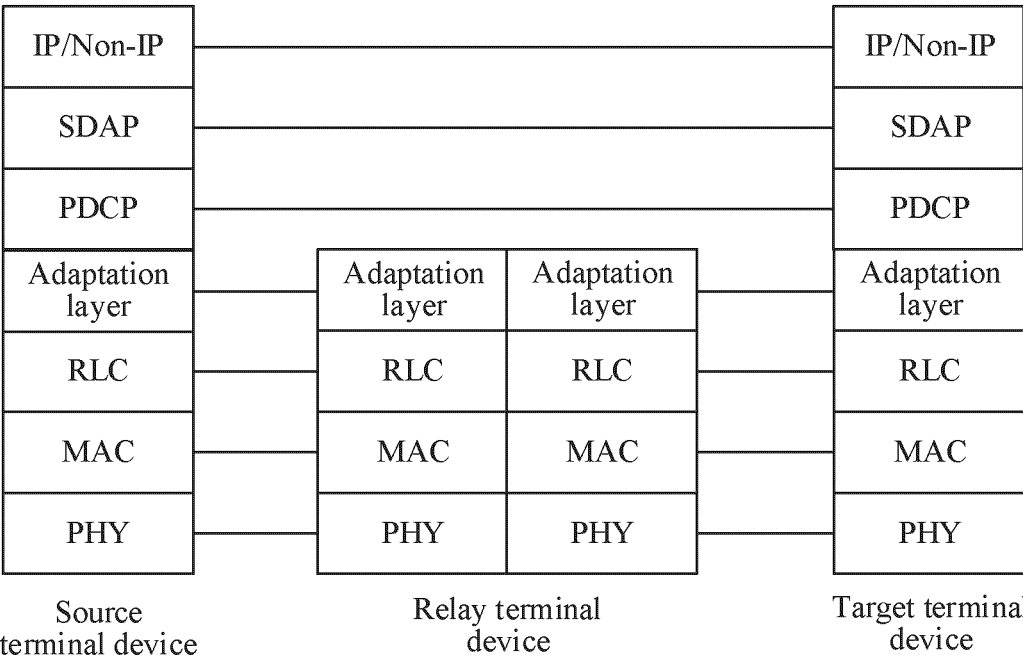 IP/Non-IP
IP/Non-IP
SDAP
SDAP
PDCP
PDCP
Adaptation
layer
Adaptation
layer
Adaptation
layer
Adaptation
layer
RLC
RLC
RLC
RLC
MAC
MAC
MAC
MAC
PHY
PHY
PHY
PHY
Source
terminal device
Relay terminal
device
Target terminal
device